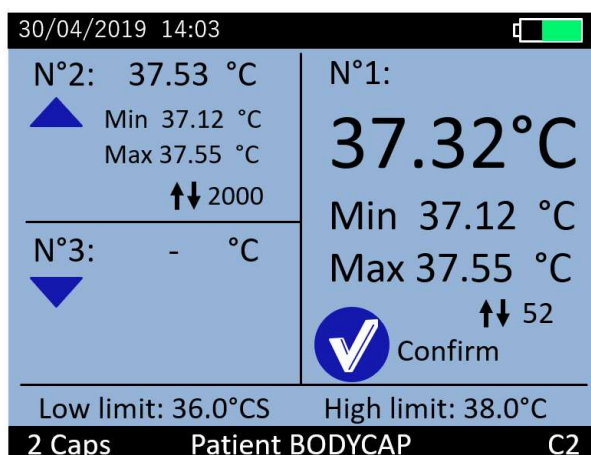 30/04/2019 14:03
N°2: 37.53 °C
Min 37.12 °C
Max 37.55 °C
2000
N°3: - °C
N°1:
37.32°C
Min 37.12 °C
Max 37.55 °C
52
Confirm
Low limit: 36.0°CS High limit: 38.0°C
2 Caps Patient BODYCAP C2